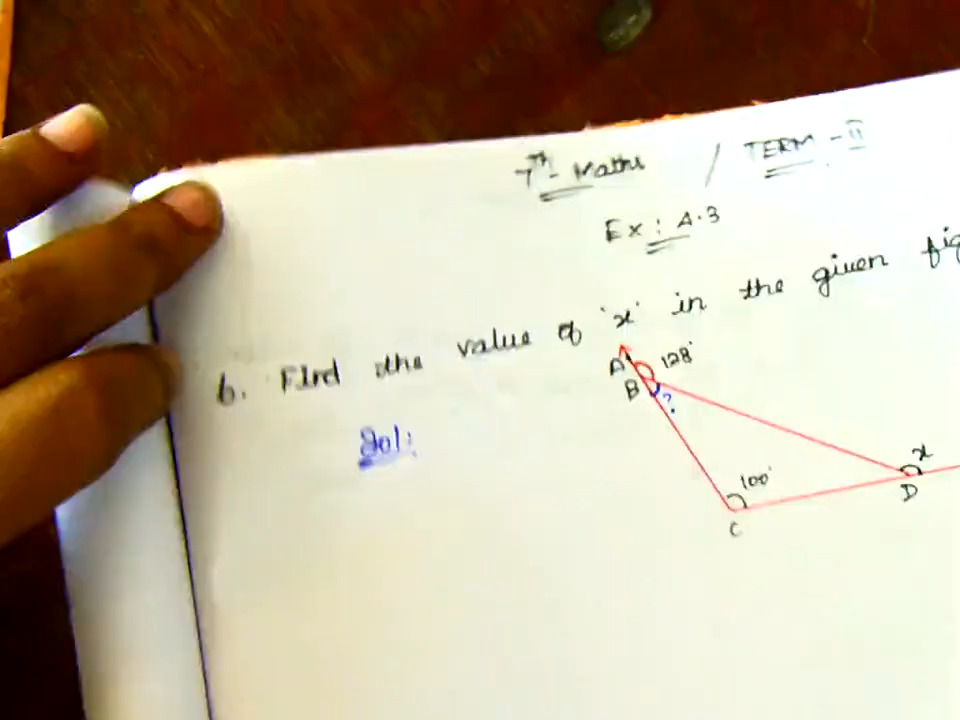 7th Maths / TERM - II
Ex: 4.3
6. Find the value of 'x' in the given fig
A 128°
B ?
100°
x
D
C
Sol: